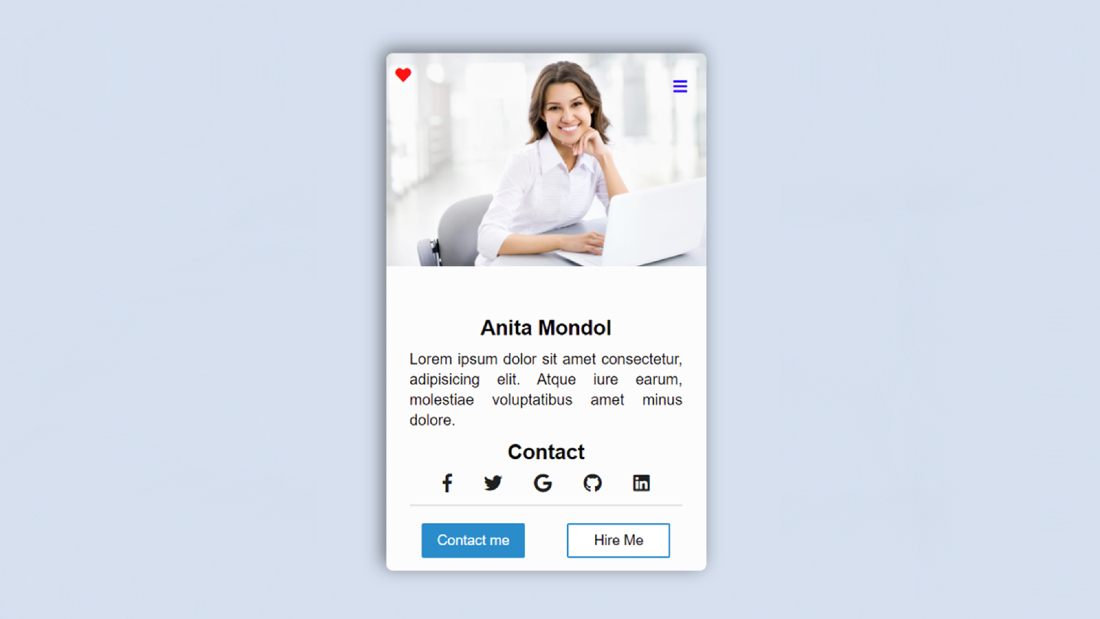 Anita Mondol
Lorem ipsum dolor sit amet consectetur,
adipisicing elit. Atque iure earum,
molestiae voluptatibus amet minus
dolore.
Contact
Contact me
Hire Me